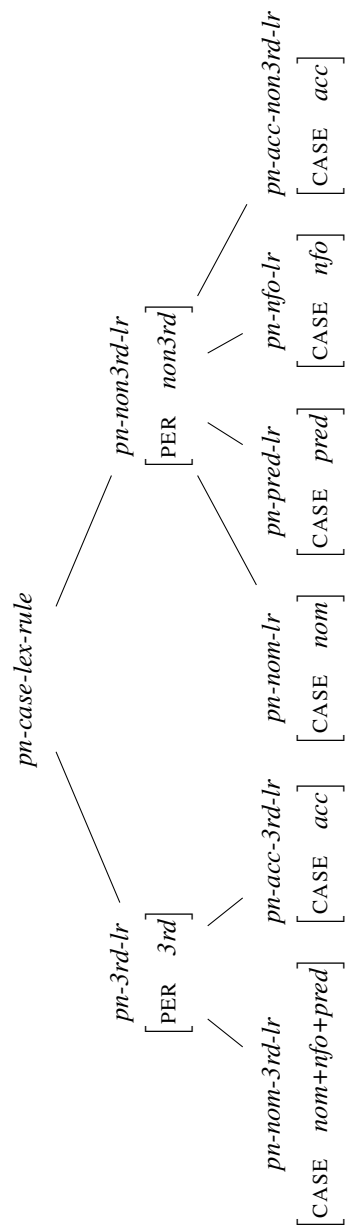 pn-case-lex-rule
pn-3rd-lr
[PER 3rd]
pn-non3rd-lr
[PER non3rd]
pn-nom-3rd-lr
[CASE nom+nfo+pred]
pn-acc-3rd-lr
[CASE acc]
pn-nom-lr
[CASE nom]
pn-pred-lr
[CASE pred]
pn-nfo-lr
[CASE nfo]
pn-acc-non3rd-lr
[CASE acc]